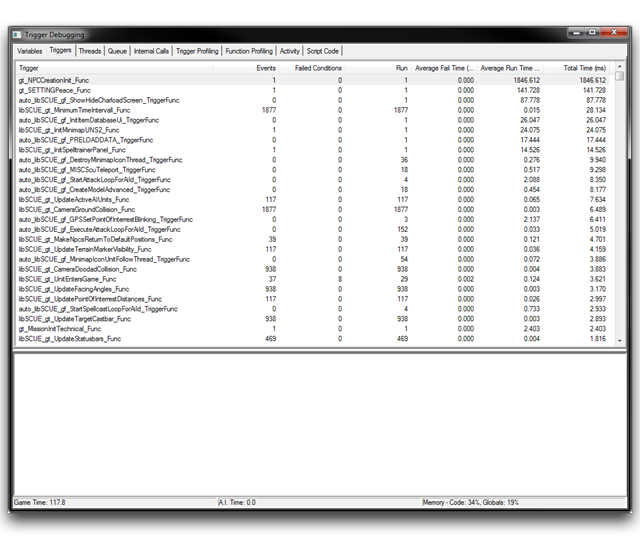 Trigger Debugging
Variables Triggers Threads Queue Internal Calls Trigger Profiling Function Profiling Activity Script Code
Trigger Events Failed Conditions Run Average Fail Time (... Average Run Time ... Total Time (ms)
gt_NPCCreationInit_Func 1 0 1 0.000 1846.612 1846.612
gt_SETTINGPeace_Func 1 0 1 0.000 141.728 141.728
auto_libSCUE_gf_ShowHideCharloadScreen_TriggerFunc 0 0 1 0.000 87.778 87.778
libSCUE_gt_MinimumTimeIntervall_Func 1877 0 1877 0.000 0.015 28.134
auto_libSCUE_gf_InitItemDatabaseUi_TriggerFunc 0 0 1 0.000 26.047 26.047
libSCUE_gt_InitMinimapUNS2_Func 1 0 1 0.000 24.075 24.075
auto_libSCUE_gf_PRELOADDATA_TriggerFunc 0 0 1 0.000 17.444 17.444
libSCUE_gt_InitSpelltrainerPanel_Func 1 0 1 0.000 14.526 14.526
auto_libSCUE_gf_DestroyMinimapIconThread_TriggerFunc 0 0 36 0.000 0.276 9.940
auto_libSCUE_gf_MISCScuTeleport_TriggerFunc 0 0 18 0.000 0.517 9.298
auto_libSCUE_gf_StartAttackLoopForAiId_TriggerFunc 0 0 4 0.000 2.088 8.350
auto_libSCUE_gf_CreateModelAdvanced_TriggerFunc 0 0 18 0.000 0.454 8.177
libSCUE_gt_UpdateActiveAIUnits_Func 117 0 117 0.000 0.065 7.634
libSCUE_gt_CameraGroundCollision_Func 1877 0 1877 0.000 0.003 6.489
auto_libSCUE_gf_GPSSetPointOfInterestBlinking_TriggerFunc 0 0 3 0.000 2.137 6.411
auto_libSCUE_gf_ExecuteAttackLoopForAiId_TriggerFunc 0 0 152 0.000 0.033 5.019
libSCUE_gt_MakeNpcsReturnToDefaultPositions_Func 39 0 39 0.000 0.121 4.701
libSCUE_gt_UpdateTerrainMarkerVisibility_Func 117 0 117 0.000 0.036 4.159
auto_libSCUE_gf_MinimapIconUnitFollowThread_TriggerFunc 0 0 54 0.000 0.072 3.886
libSCUE_gt_CameraDoodadCollision_Func 938 0 938 0.000 0.004 3.883
libSCUE_gt_UnitEntersGame_Func 37 8 29 0.002 0.124 3.621
libSCUE_gt_UpdateFacingAngles_Func 938 0 938 0.000 0.003 3.170
libSCUE_gt_UpdatePointOfInterrestDistances_Func 117 0 117 0.000 0.026 2.997
auto_libSCUE_gf_StartSpellcastLoopForAiId_TriggerFunc 0 0 4 0.000 0.733 2.933
libSCUE_gt_UpdateTargetCastbar_Func 938 0 938 0.000 0.003 2.893
gt_MissionInitTechnical_Func 1 0 1 0.000 2.403 2.403
libSCUE_gt_UpdateStatusbars_Func 469 0 469 0.000 0.004 1.816
Game Time: 117.8 A.I. Time: 0.0 Memory - Code: 34%, Globals: 19%